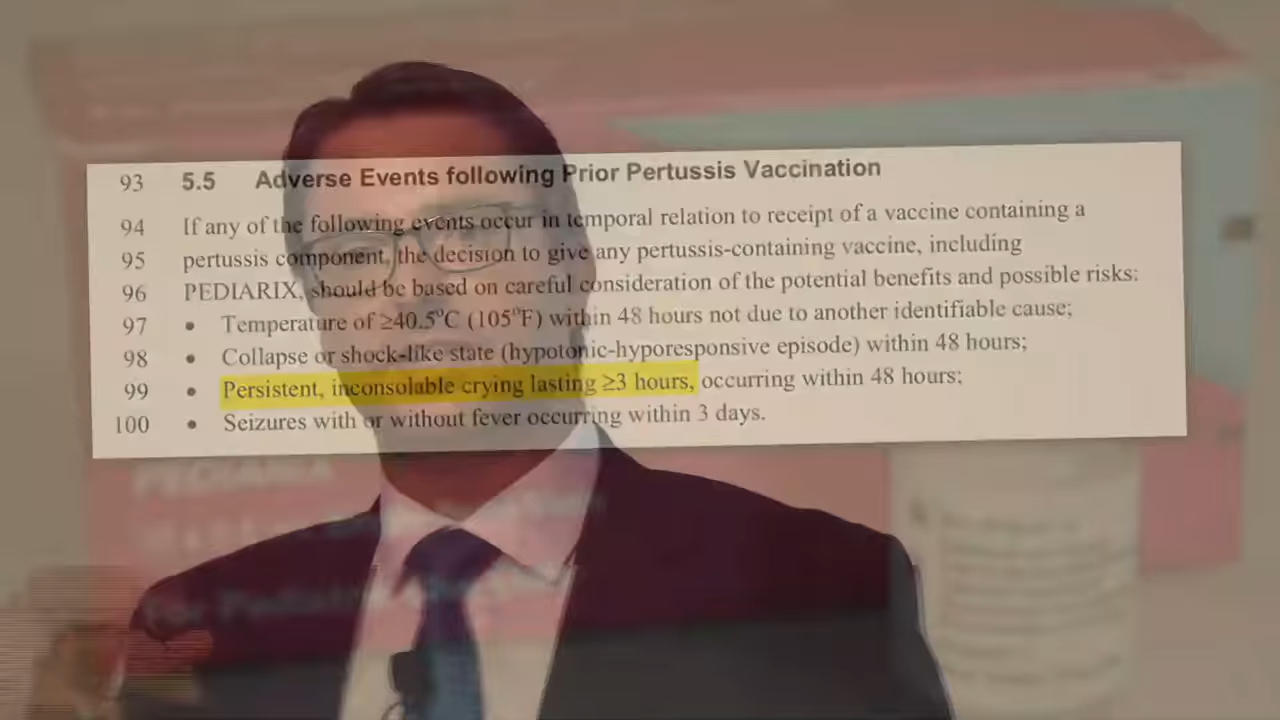 93 5.5 Adverse Events following Prior Pertussis Vaccination
94 If any of the following events occur in temporal relation to receipt of a vaccine containing a
95 pertussis component, the decision to give any pertussis-containing vaccine, including
96 PEDIARIX, should be based on careful consideration of the potential benefits and possible risks:
97 • Temperature of ≥40.5°C (105°F) within 48 hours not due to another identifiable cause;
98 • Collapse or shock-like state (hypotonic-hyporesponsive episode) within 48 hours;
99 • Persistent, inconsolable crying lasting ≥3 hours, occurring within 48 hours;
100 • Seizures with or without fever occurring within 3 days.
PEDIARIX